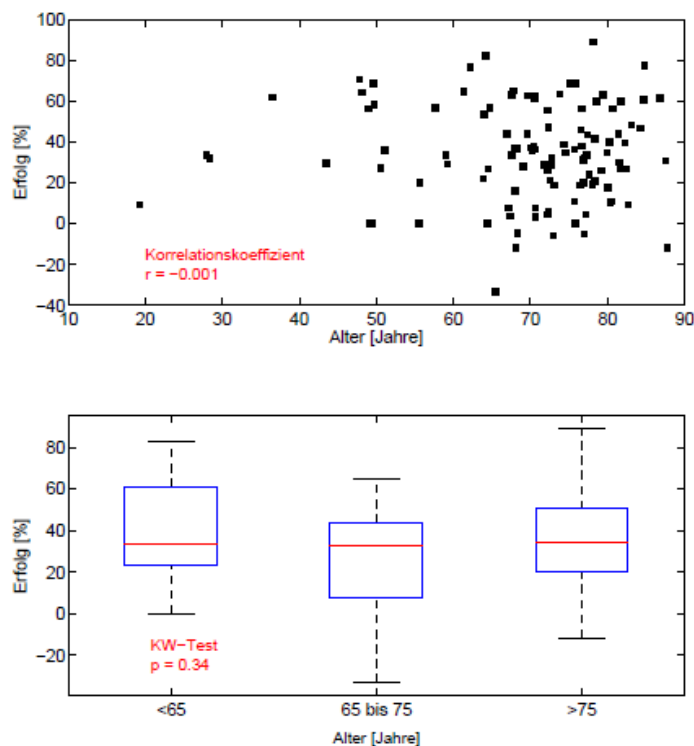 100
80
60
40
20
0
−20
−40
Erfolg [%]
Korrelationskoeffizient
r = −0.001
10 20 30 40 50 60 70 80 90
Alter [Jahre]
80
60
40
20
0
−20
Erfolg [%]
KW−Test
p = 0.34
<65 65 bis 75 >75
Alter [Jahre]